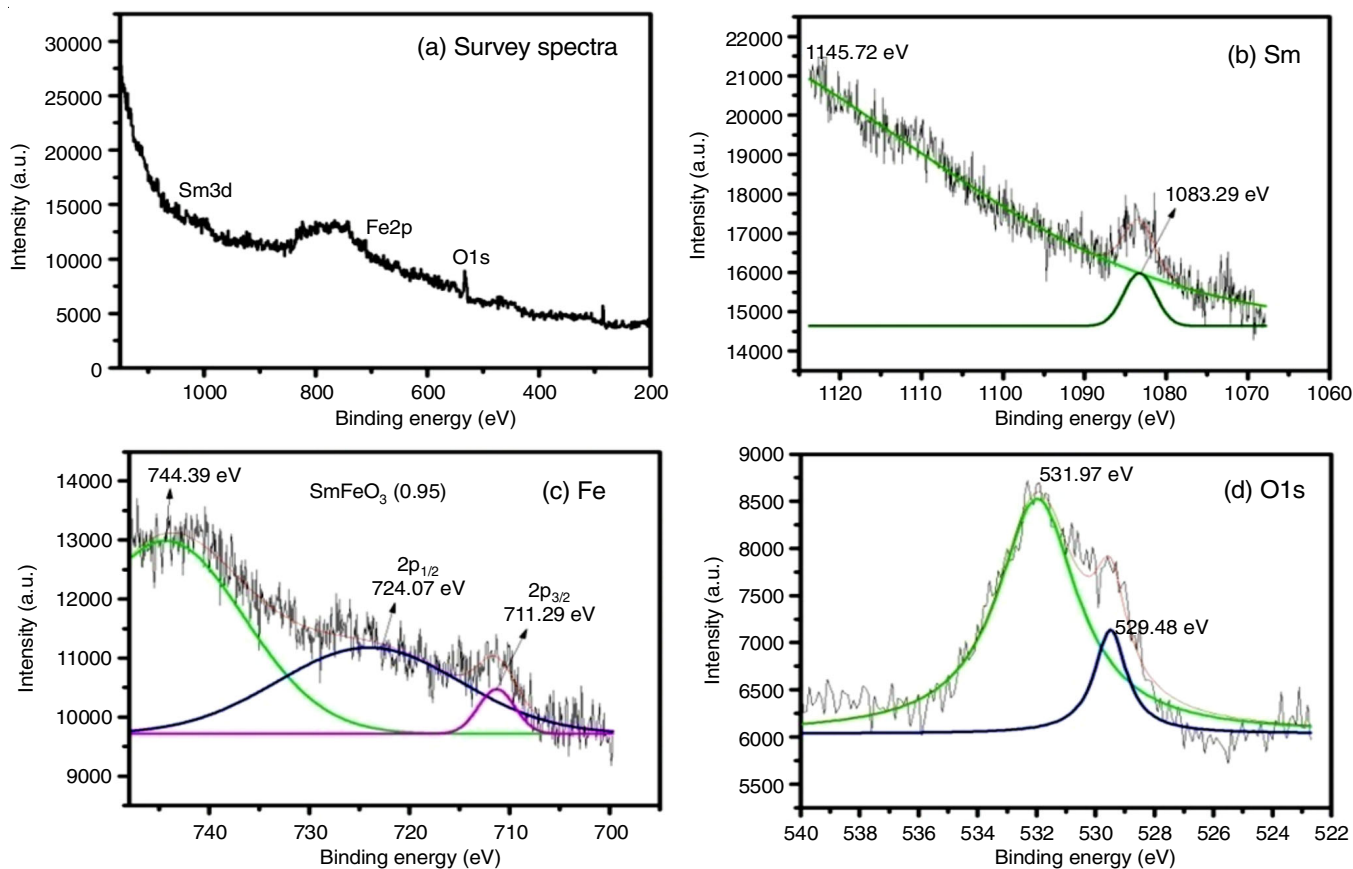 (a) Survey spectra
30000
25000
20000
15000
10000
5000
0
Intensity (a.u.)
Sm3d
Fe2p
O1s
1000 800 600 400 200
Binding energy (eV)
(b) Sm
22000
21000
20000
19000
18000
17000
16000
15000
14000
Intensity (a.u.)
1145.72 eV
1083.29 eV
1120 1110 1100 1090 1080 1070 1060
Binding energy (eV)
(c) Fe
SmFeO3 (0.95)
14000
13000
12000
11000
10000
9000
Intensity (a.u.)
744.39 eV
2p1/2
724.07 eV
2p3/2
711.29 eV
740 730 720 710 700
Binding energy (eV)
(d) O1s
9000
8500
8000
7000
6500
6000
5500
Intensity (a.u.)
531.97 eV
529.48 eV
540 538 536 534 532 530 528 526 524 522
Binding energy (eV)